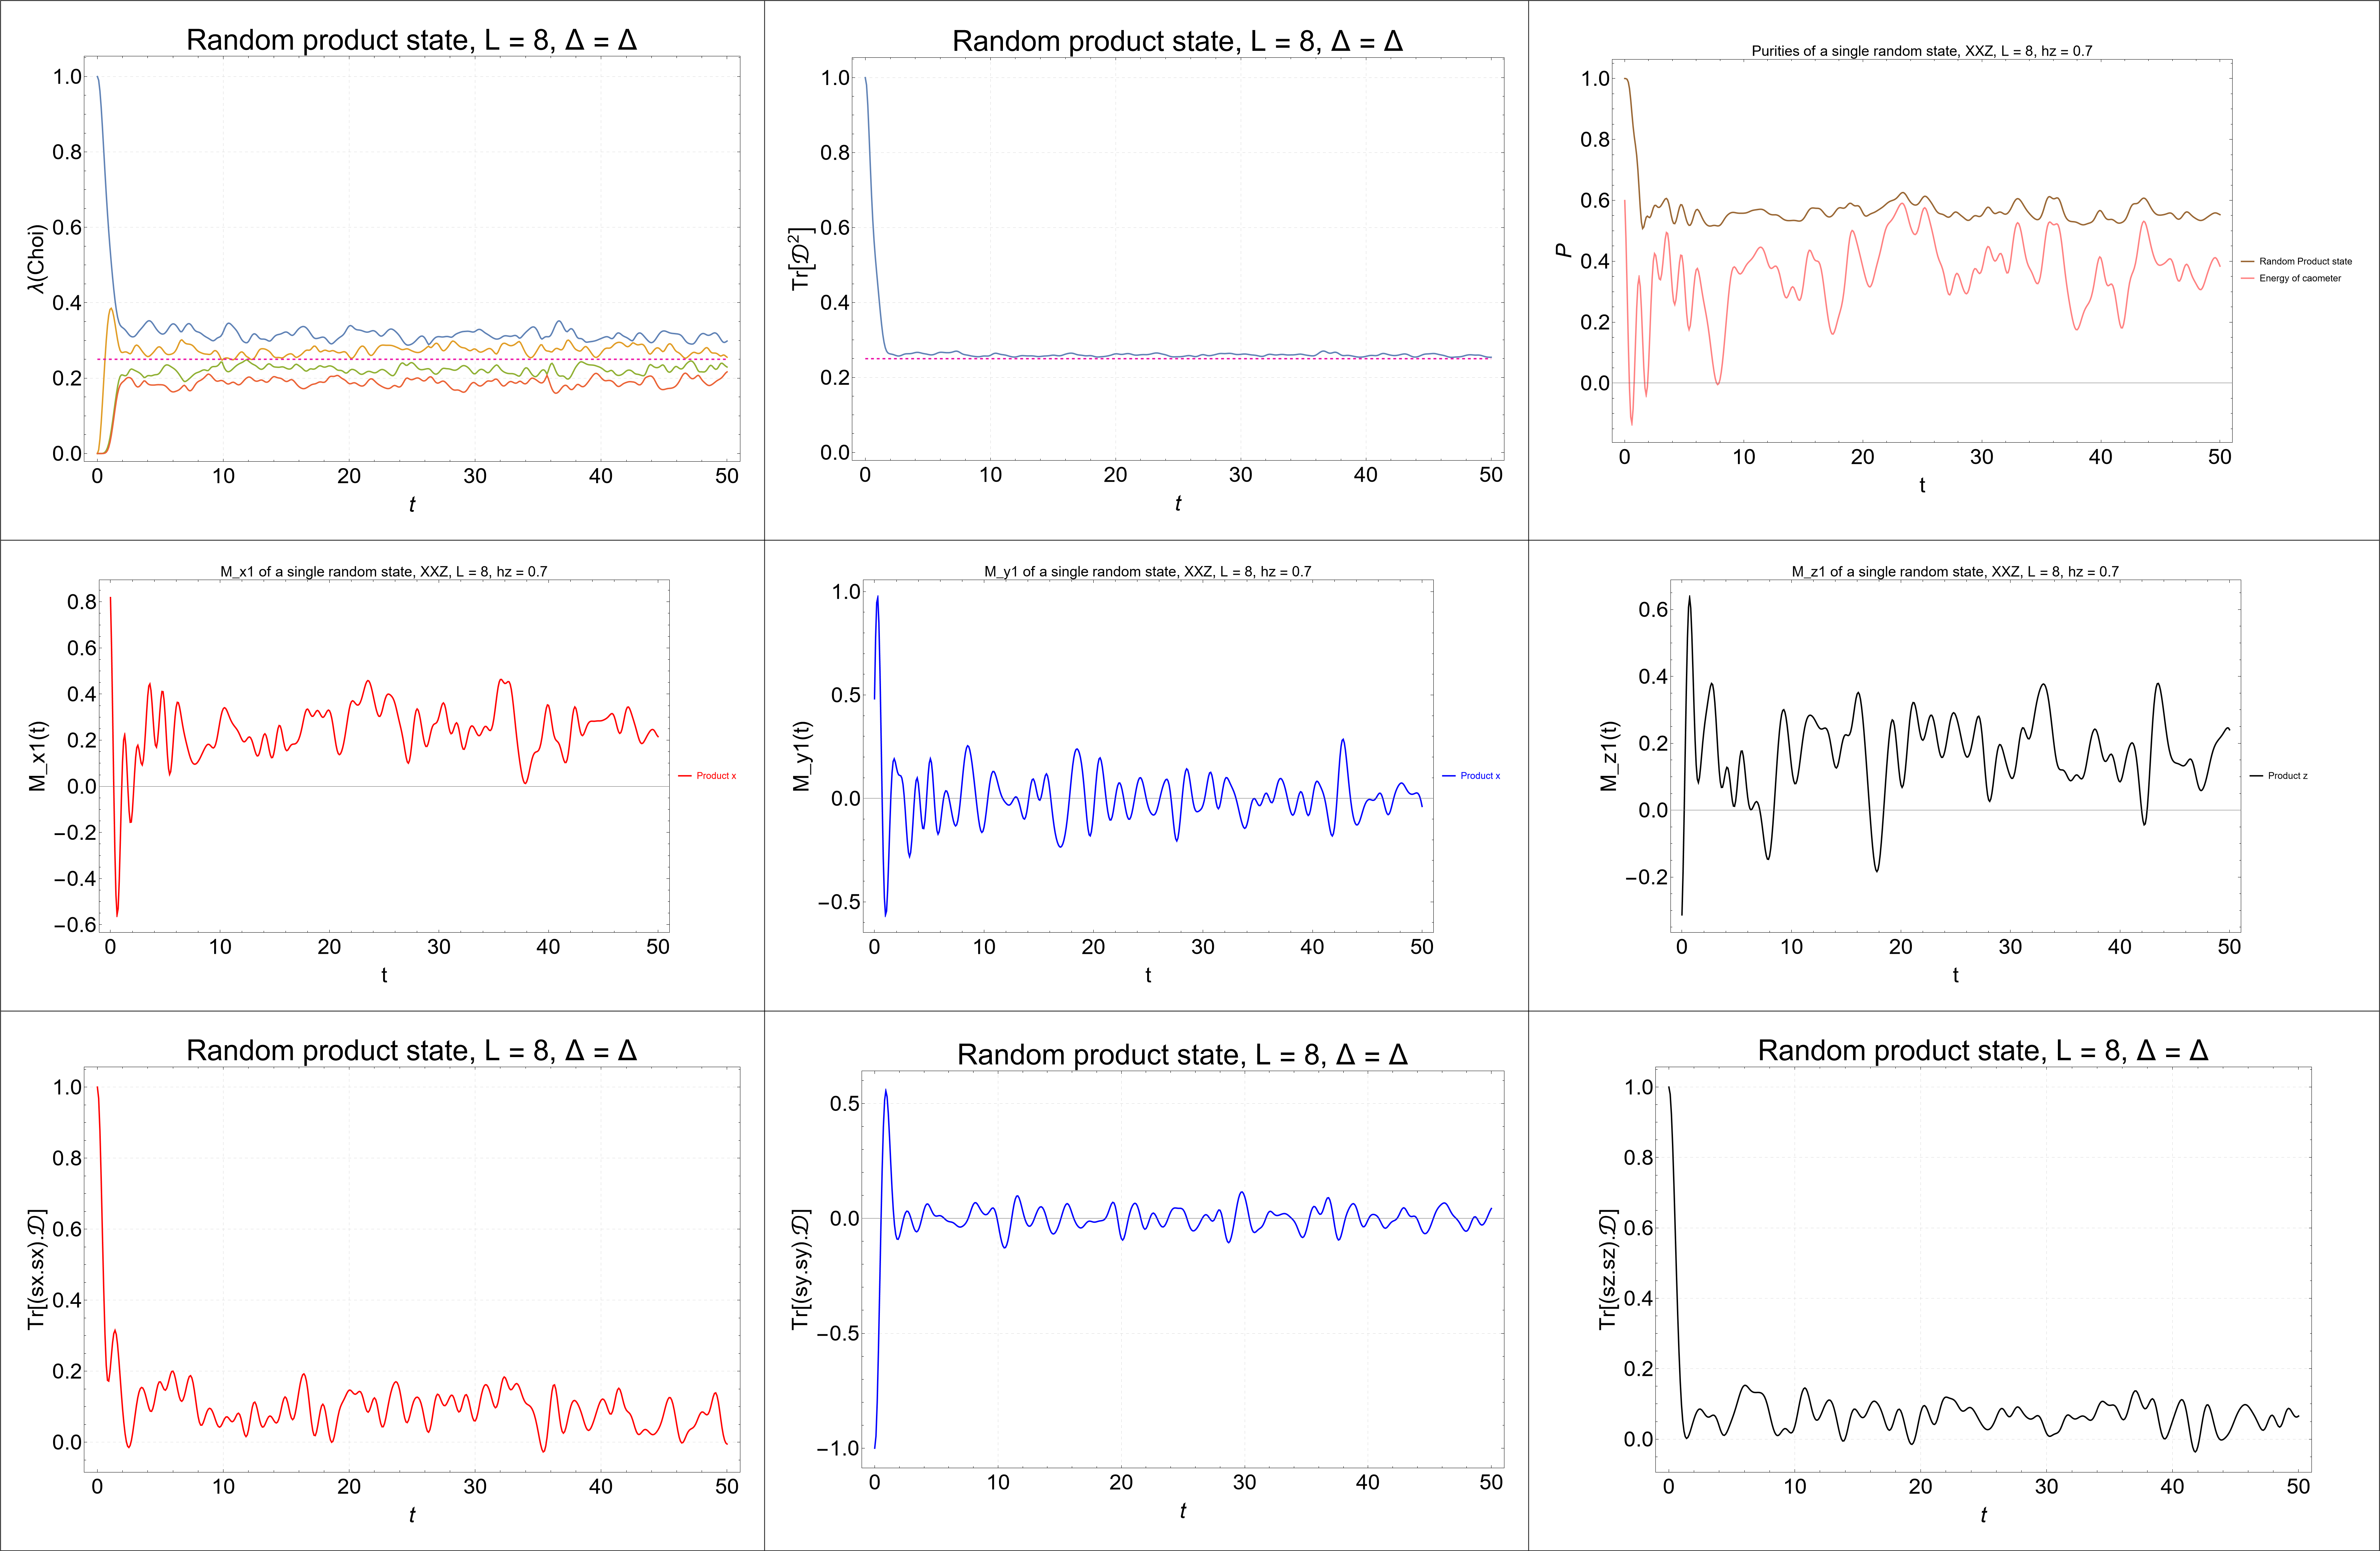 Random product state, L = 8, Δ = Δ
λ(Choi)
1.0
0.8
0.6
0.4
0.2
0.0
0 10 20 30 40 50
t
Random product state, L = 8, Δ = Δ
Tr[𝒟²]
1.0
0.8
0.6
0.4
0.2
0.0
0 10 20 30 40 50
t
Purities of a single random state, XXZ, L = 8, hz = 0.7
P
1.0
0.8
0.6
0.4
0.2
0.0
0 10 20 30 40 50
t
Random Product state
Energy of caometer
M_x1 of a single random state, XXZ, L = 8, hz = 0.7
M_x1(t)
0.8
0.6
0.4
0.2
0.0
−0.2
−0.4
−0.6
0 10 20 30 40 50
t
Product x
M_y1 of a single random state, XXZ, L = 8, hz = 0.7
M_y1(t)
1.0
0.5
0.0
−0.5
0 10 20 30 40 50
t
Product x
M_z1 of a single random state, XXZ, L = 8, hz = 0.7
M_z1(t)
0.6
0.4
0.2
0.0
−0.2
0 10 20 30 40 50
t
Product z
Random product state, L = 8, Δ = Δ
Tr[(sx.sx).𝒟]
1.0
0.8
0.6
0.4
0.2
0.0
0 10 20 30 40 50
t
Random product state, L = 8, Δ = Δ
Tr[(sy.sy).𝒟]
0.5
0.0
−0.5
−1.0
0 10 20 30 40 50
t
Random product state, L = 8, Δ = Δ
Tr[(sz.sz).𝒟]
1.0
0.8
0.6
0.4
0.2
0.0
0 10 20 30 40 50
t